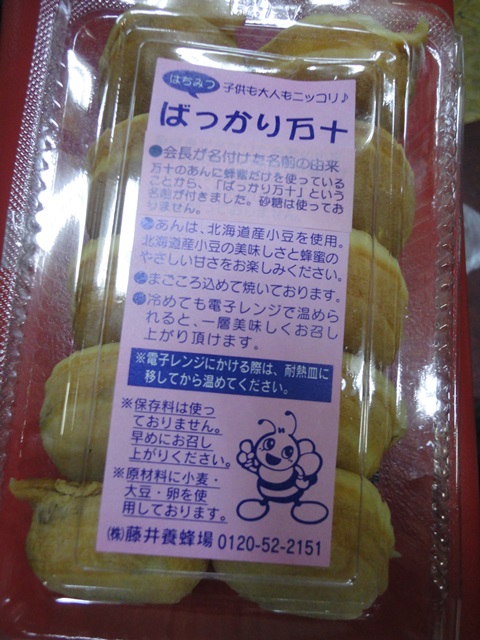 はちみつ
子供も大人もニッコリ♪
ばっかり万十
●会長が名付けた名前の由来
万十のあんに蜂蜜だけを使っている
ことから、「ばっかり万十」という
名前が付きました。砂糖は使ってお
りません。
●あんは、北海道産小豆を使用。
北海道産小豆の美味しさと蜂蜜の
やさしい甘さをお楽しみください。
●まごころ込めて焼いております。
●冷めても電子レンジで温めら
れると、一層美味しくお召し
上がり頂けます。
※電子レンジにかける際は、耐熱皿に
移してから温めてください。
※保存料は使っ
ておりません。
早めにお召し
上がりください。
※原材料に小麦・
大豆・卵を使
用しております。
㈱藤井養蜂場 0120-52-2151